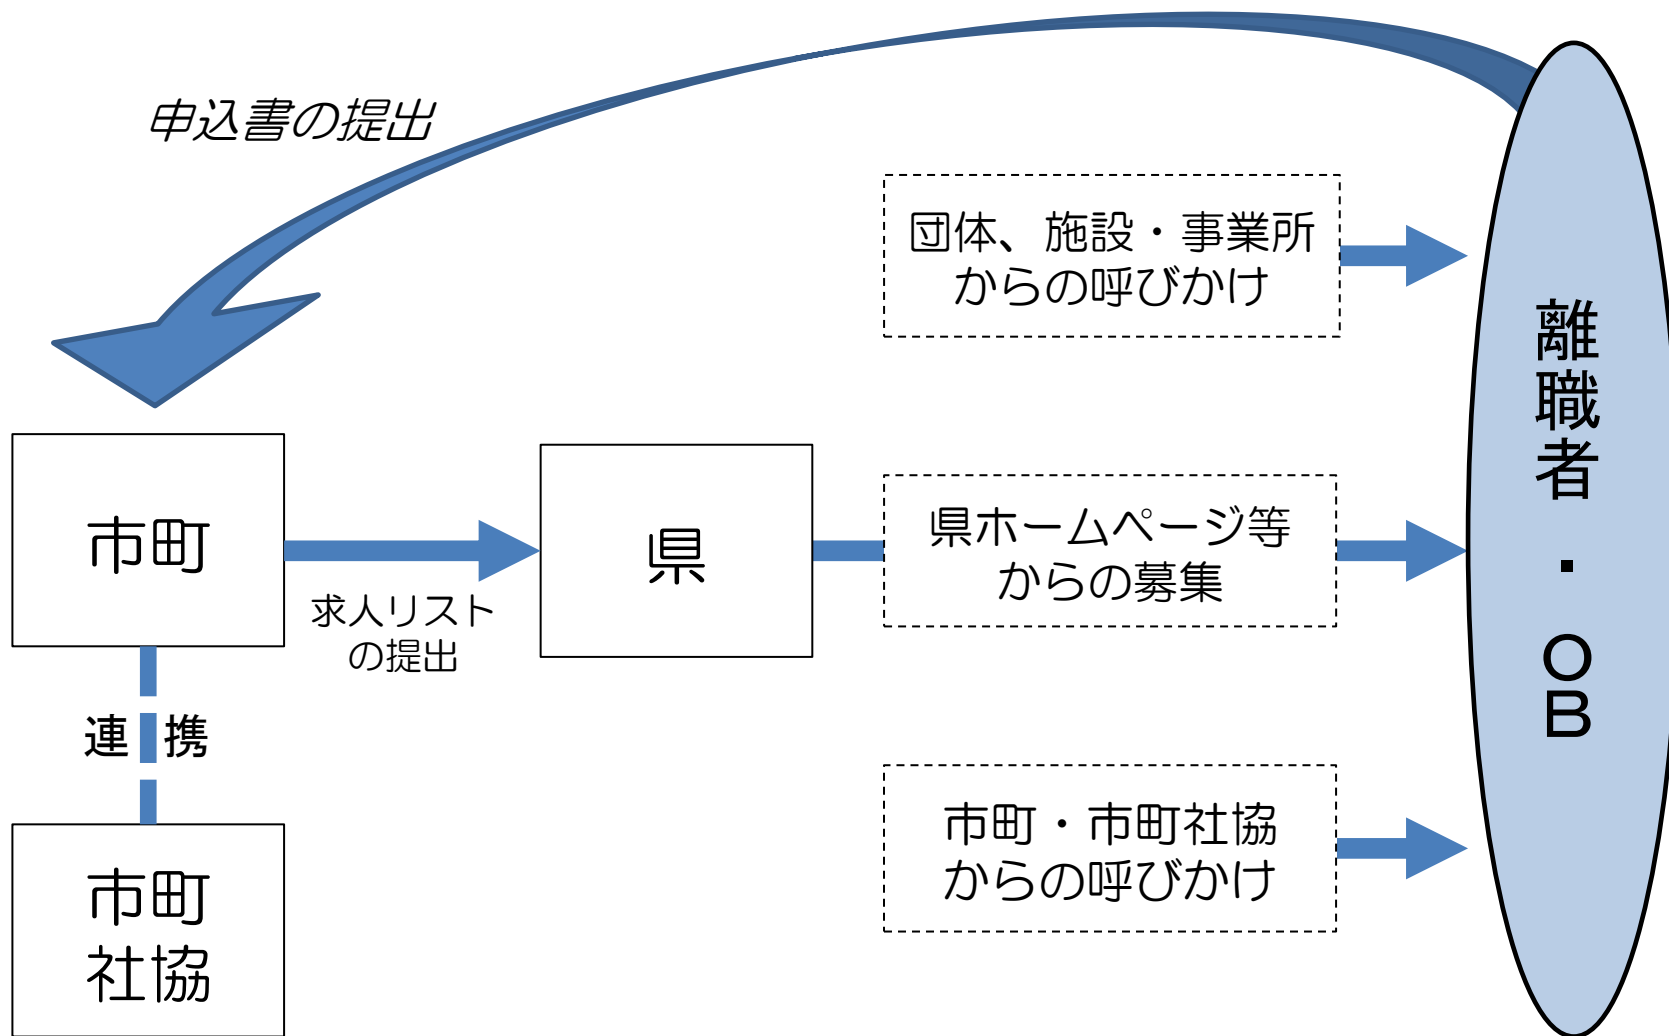 申込書の提出
団体、施設・事業所
からの呼びかけ
市町
求人リスト
の提出
県
県ホームページ等
からの募集
連携
市町
社協
市町・市町社協
からの呼びかけ
離職者・OB